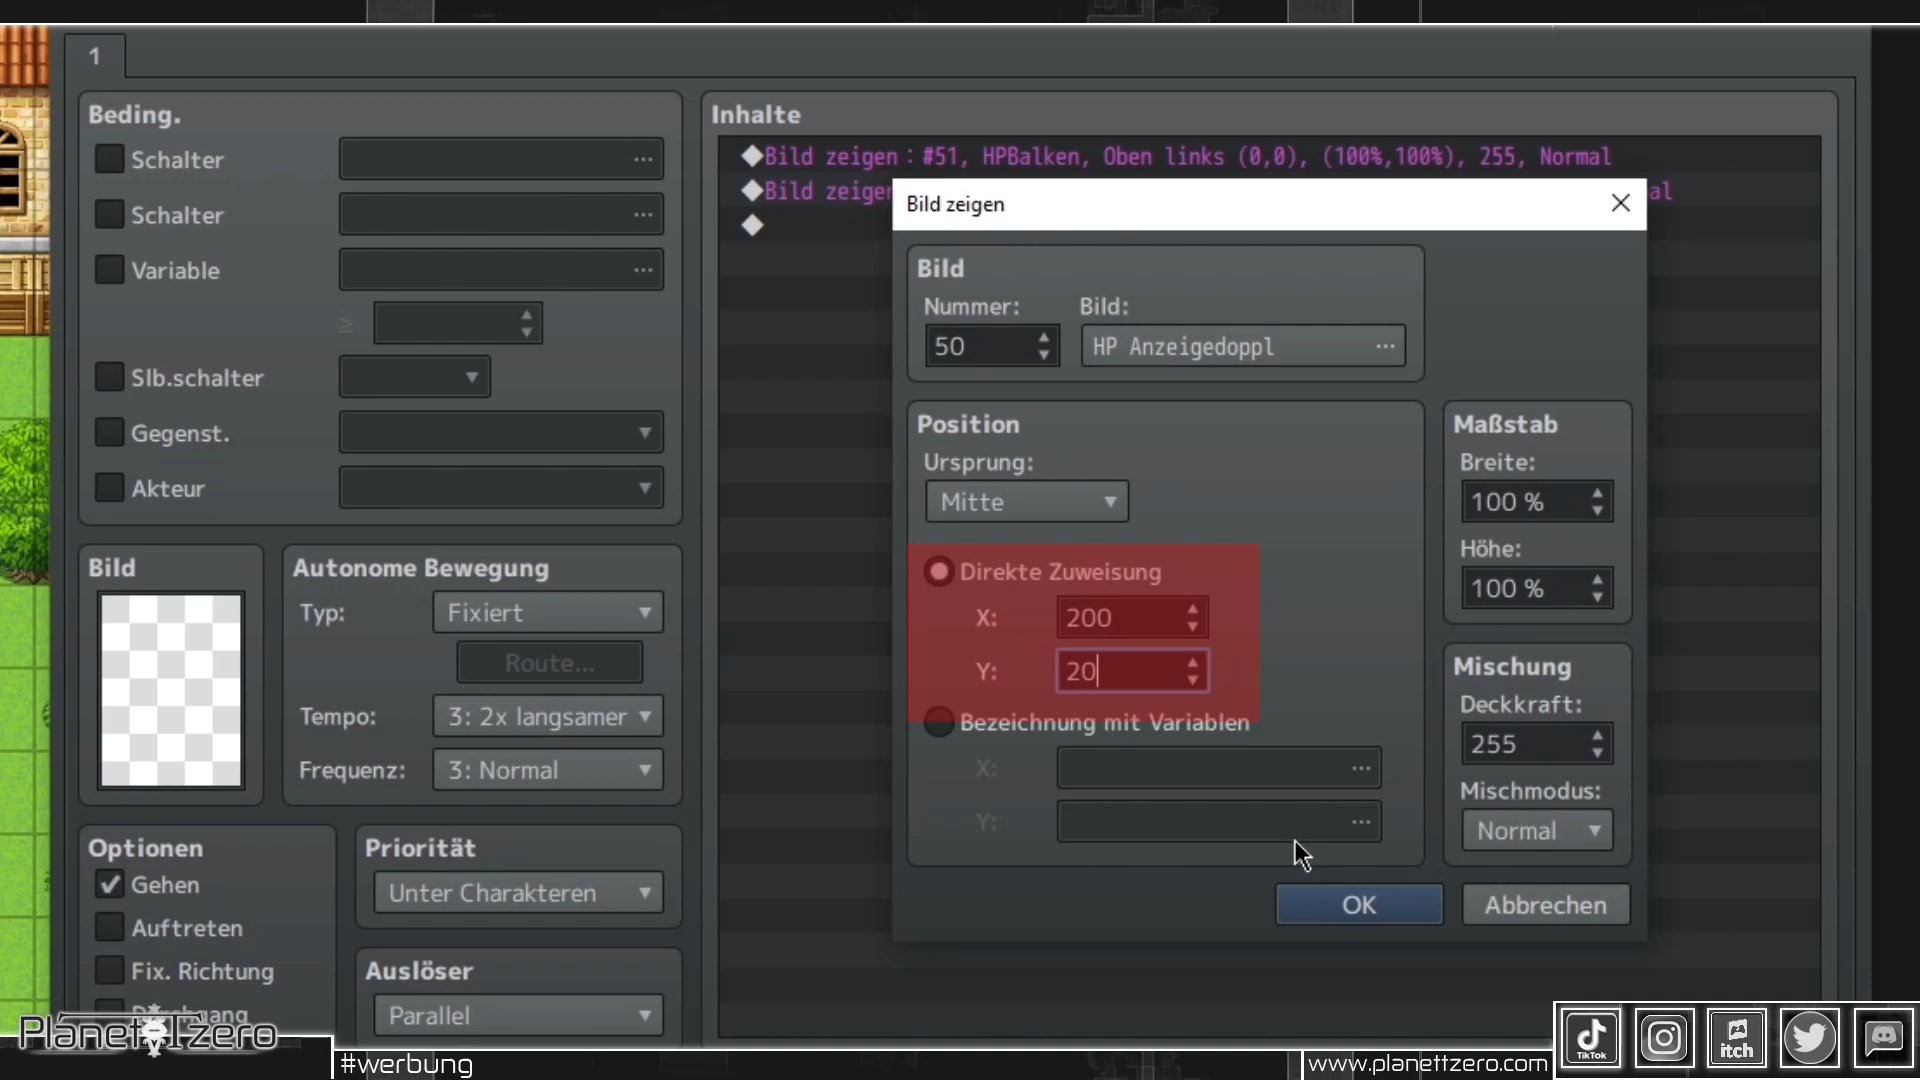 1
Beding.
Schalter
Schalter
Variable
≥
Slb.schalter
Gegenst.
Akteur
Bild
Autonome Bewegung
Typ: Fixiert
Route...
Tempo: 3: 2x langsamer
Frequenz: 3: Normal
Optionen
Gehen
Auftreten
Fix. Richtung
Durchgang
Priorität
Unter Charakteren
Auslöser
Parallel
Inhalte
◆Bild zeigen : #51, HPBalken, Oben links (0,0), (100%,100%), 255, Normal
◆Bild zeigen al
◆
Bild zeigen
Bild
Nummer: Bild:
50 HP Anzeigedoppl ...
Position
Ursprung:
Mitte
Direkte Zuweisung
X: 200
Y: 20
Bezeichnung mit Variablen
X: ...
Y: ...
Maßstab
Breite:
100 %
Höhe:
100 %
Mischung
Deckkraft:
255
Mischmodus:
Normal
OK Abbrechen
PlanetTzero
#werbung
www.planettzero.com
TikTok
itch